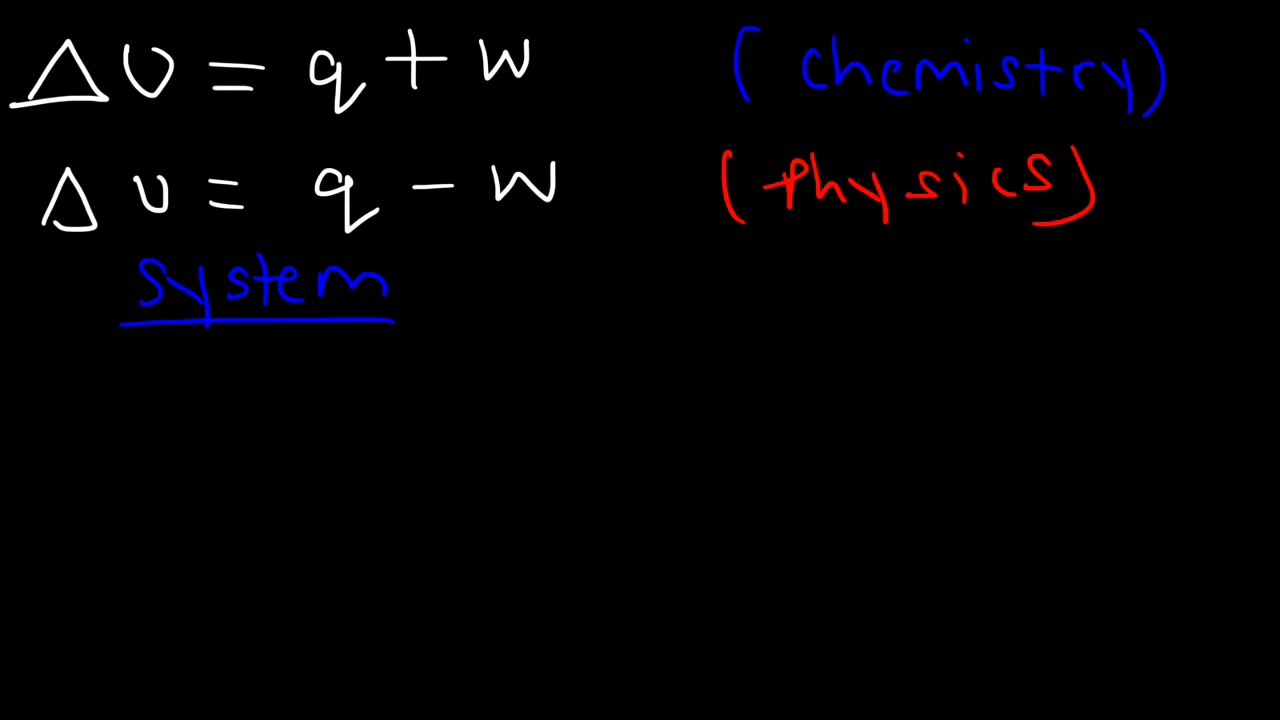 ΔU = q + w (chemistry)
ΔU = q - w (physics)
system